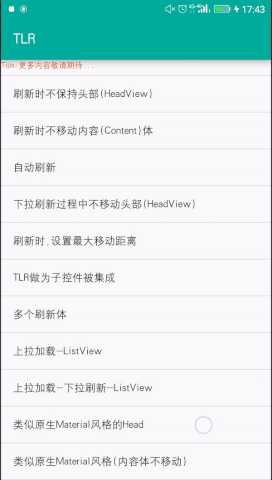 17:43
TLR
Tips:更多内容敬请期待...
刷新时不保持头部(HeadView)
刷新时不移动内容(Content)体
自动刷新
下拉刷新过程中不移动头部(HeadView)
刷新时,设置最大移动距离
TLR做为子控件被集成
多个刷新体
上拉加载—ListView
上拉加载—下拉刷新—ListView
类似原生Material风格的Head
类似原生Material风格(内容体不移动)